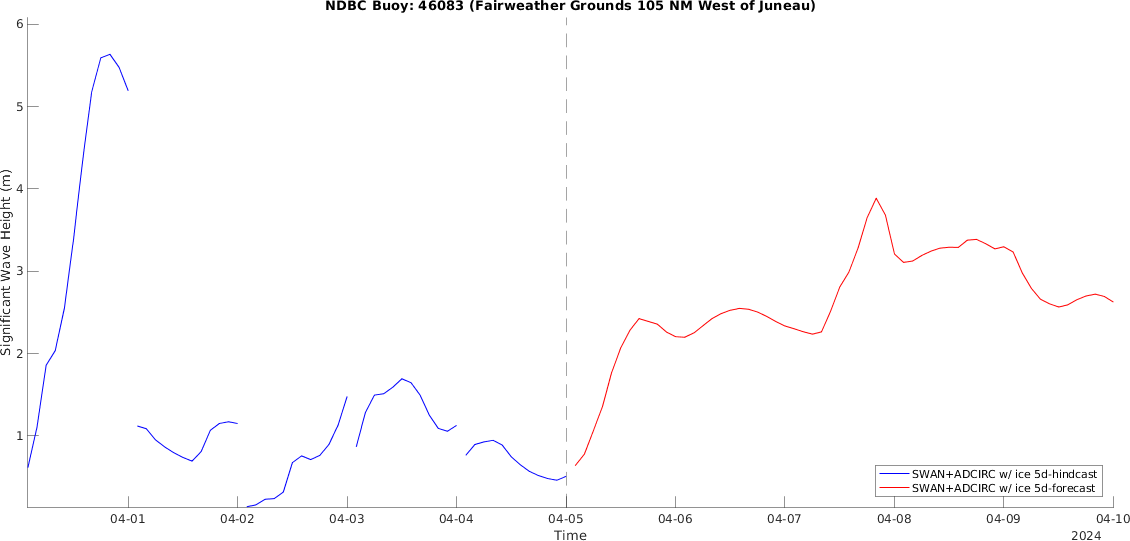 NDBC Buoy: 46083 (Fairweather Grounds 105 NM West of Juneau)
6
5
4
3
2
1
Significant Wave Height (m)
SWAN+ADCIRC w/ ice 5d-hindcast
SWAN+ADCIRC w/ ice 5d-forecast
04-01 04-02 04-03 04-04 04-05 04-06 04-07 04-08 04-09 04-10
Time
2024